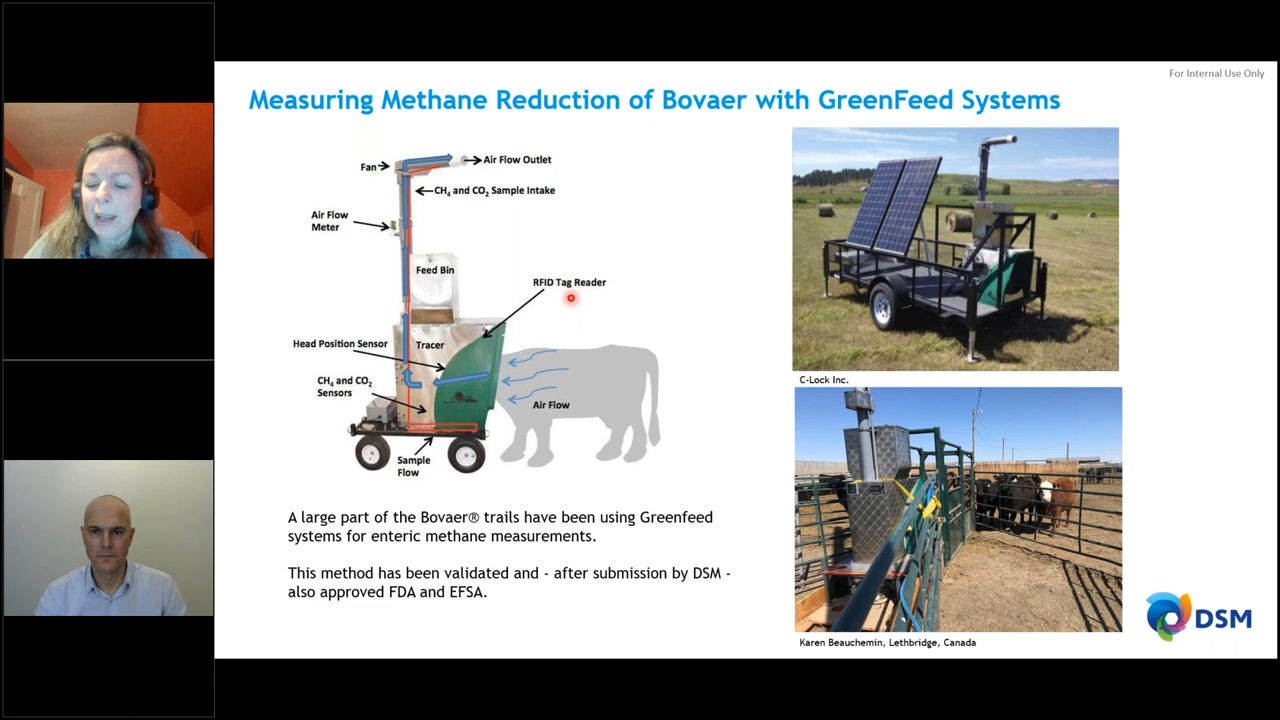 For Internal Use Only
Measuring Methane Reduction of Bovaer with GreenFeed Systems
Fan
Air Flow Outlet
CH₄ and CO₂ Sample Intake
Air Flow
Meter
Feed Bin
RFID Tag Reader
Head Position Sensor
Tracer
CH₄ and CO₂
Sensors
Air Flow
Sample
Flow
C-Lock Inc.
A large part of the Bovaer® trails have been using Greenfeed
systems for enteric methane measurements.
This method has been validated and - after submission by DSM -
also approved FDA and EFSA.
Karen Beauchemin, Lethbridge, Canada
DSM